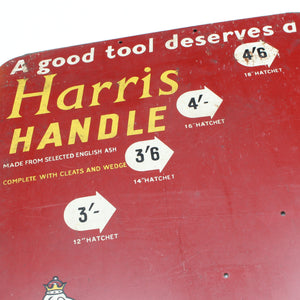 A good tool deserves a
Harris
HANDLE
MADE FROM SELECTED ENGLISH ASH
COMPLETE WITH CLEATS AND WEDGE
4'6
18" HATCHET
4/-
16" HATCHET
3'6
14" HATCHET
3/-
12" HATCHET